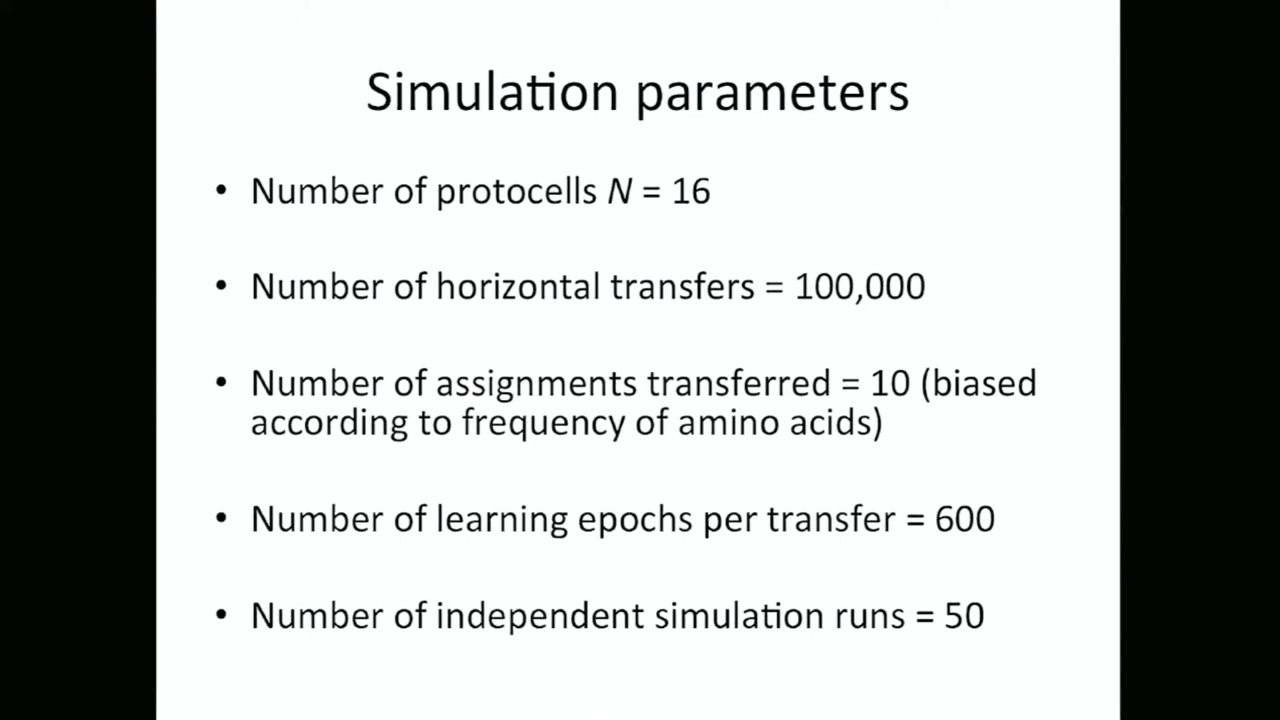 Simulation parameters
• Number of protocells N = 16
• Number of horizontal transfers = 100,000
• Number of assignments transferred = 10 (biased
according to frequency of amino acids)
• Number of learning epochs per transfer = 600
• Number of independent simulation runs = 50